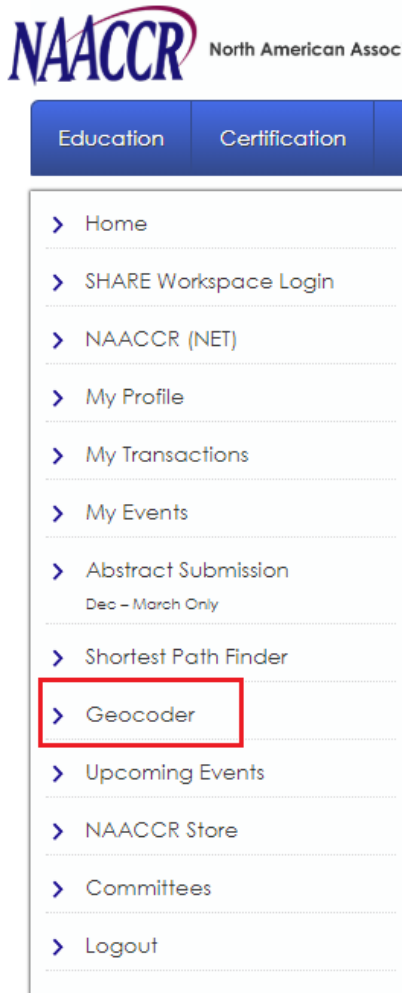 NAACCR
North American Assoc
Education Certification
Home
SHARE Workspace Login
NAACCR (NET)
My Profile
My Transactions
My Events
Abstract Submission
Dec – March Only
Shortest Path Finder
Geocoder
Upcoming Events
NAACCR Store
Committees
Logout